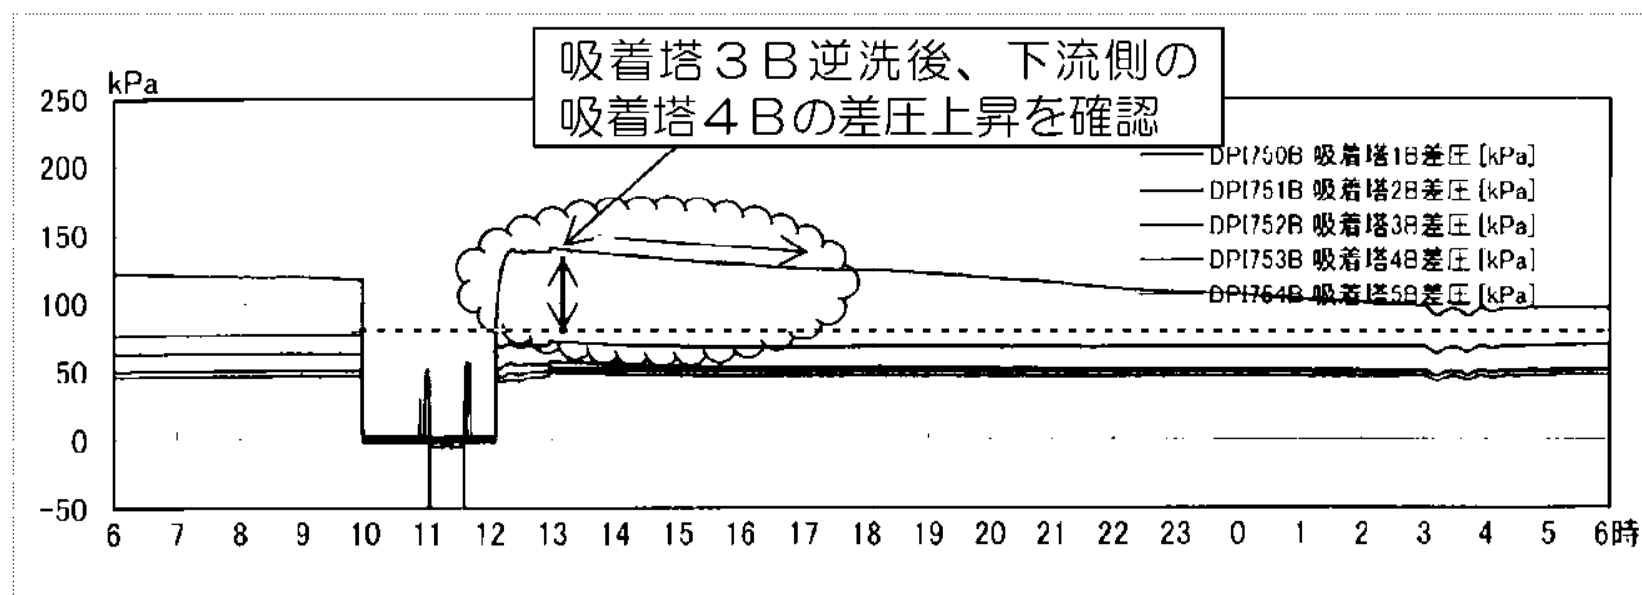 吸着塔3B逆洗後、下流側の
吸着塔4Bの差圧上昇を確認
kPa
250
200
150
100
50
0
-50
DPI750B 吸着塔1B差圧 [kPa]
DPI751B 吸着塔2B差圧 [kPa]
DPI752B 吸着塔3B差圧 [kPa]
DPI753B 吸着塔4B差圧 [kPa]
DPI754B 吸着塔5B差圧 [kPa]
6 7 8 9 10 11 12 13 14 15 16 17 18 19 20 21 22 23 0 1 2 3 4 5 6時